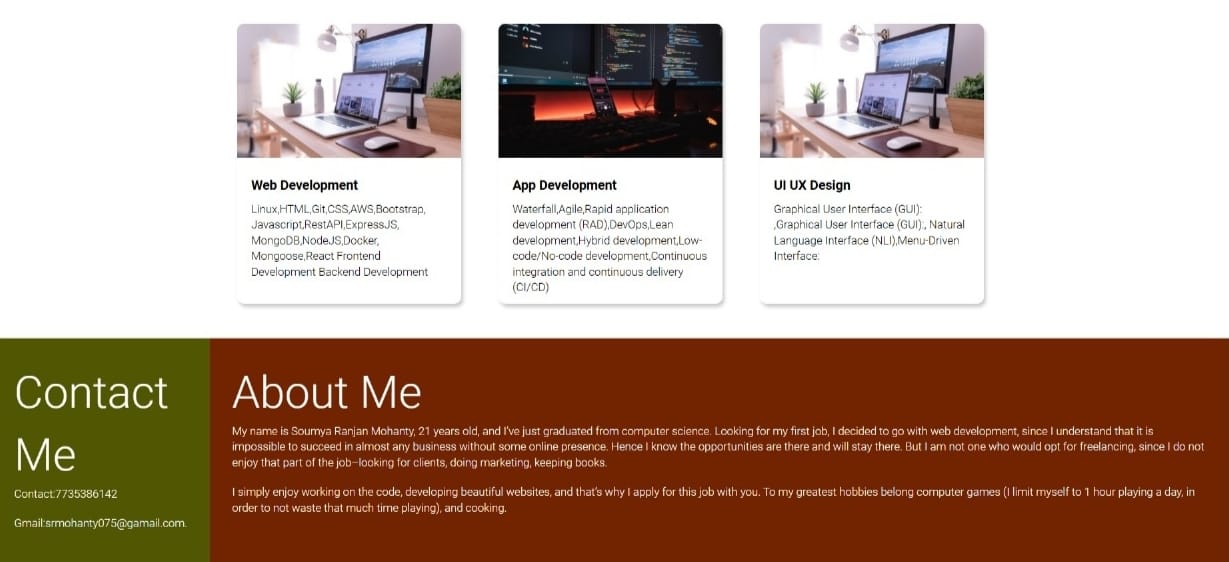 Web Development
Linux,HTML,Git,CSS,AWS,Bootstrap,
Javascript,RestAPI,ExpressJS,
MongoDB,NodeJS,Docker,
Mongoose,React Frontend
Development Backend Development
App Development
Waterfall,Agile,Rapid application
development (RAD),DevOps,Lean
development,Hybrid development,Low-
code/No-code development,Continuous
integration and continuous delivery
(CI/CD)
UI UX Design
Graphical User Interface (GUI):
,Graphical User Interface (GUI):, Natural
Language Interface (NLI),Menu-Driven
Interface:
Contact
Me
Contact:7735386142
Gmail:srmohanty075@gamail.com.
About Me
My name is Soumya Ranjan Mohanty, 21 years old, and I've just graduated from computer science. Looking for my first job, I decided to go with web development, since I understand that it is
impossible to succeed in almost any business without some online presence. Hence I know the opportunities are there and will stay there. But I am not one who would opt for freelancing, since I do not
enjoy that part of the job–looking for clients, doing marketing, keeping books.
I simply enjoy working on the code, developing beautiful websites, and that's why I apply for this job with you. To my greatest hobbies belong computer games (I limit myself to 1 hour playing a day, in
order to not waste that much time playing), and cooking.